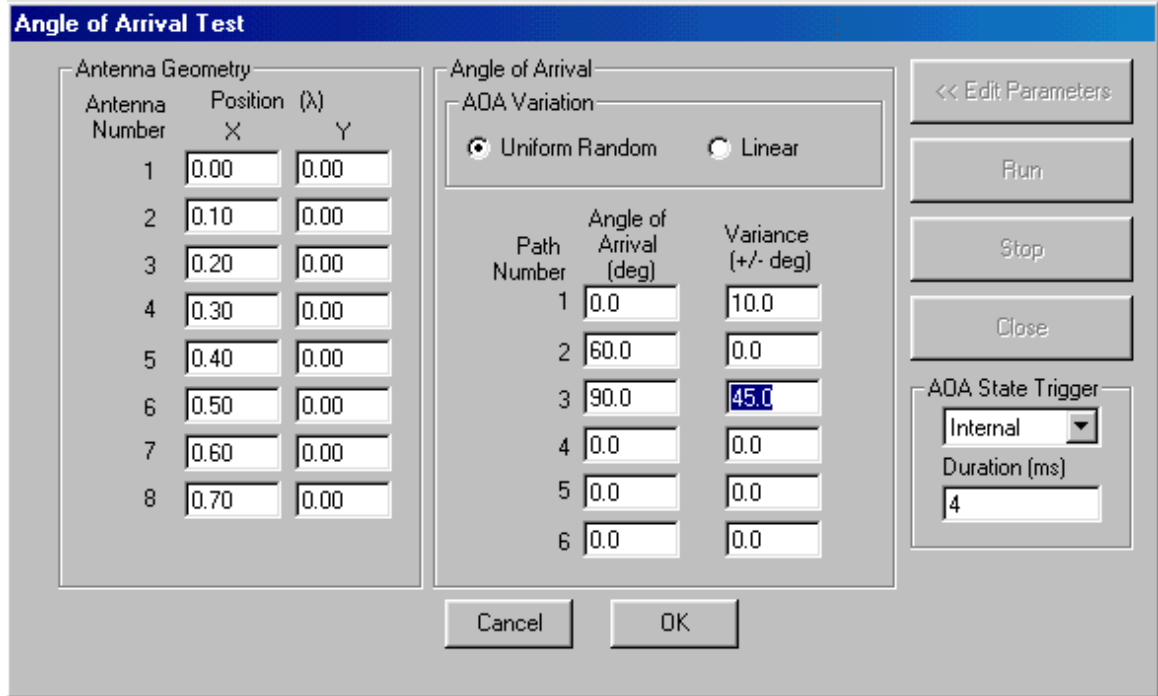 Angle of Arrival Test
Antenna Geometry
Antenna Number Position (λ)
X Y
1 0.00 0.00
2 0.10 0.00
3 0.20 0.00
4 0.30 0.00
5 0.40 0.00
6 0.50 0.00
7 0.60 0.00
8 0.70 0.00
Angle of Arrival
AOA Variation
Uniform Random Linear
Path Number Angle of Arrival (deg) Variance (+/- deg)
1 0.0 10.0
2 60.0 0.0
3 90.0 45.0
4 0.0 0.0
5 0.0 0.0
6 0.0 0.0
<< Edit Parameters
Run
Stop
Close
AOA State Trigger
Internal
Duration (ms)
4
Cancel OK